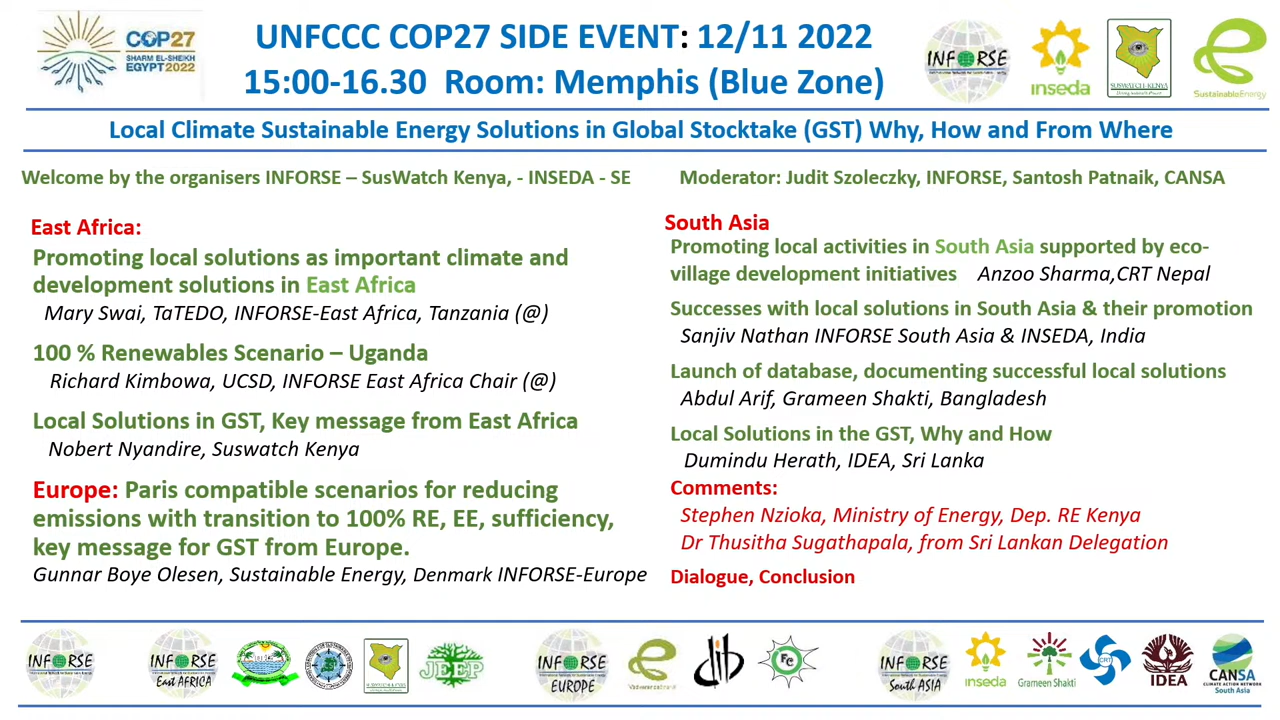 COP27
SHARM EL-SHEIKH
EGYPT2022
UNFCCC COP27 SIDE EVENT: 12/11 2022
15:00-16.30 Room: Memphis (Blue Zone)
INFORSE
inseda
SUSWATCH-KENYA
SustainableEnergy
Local Climate Sustainable Energy Solutions in Global Stocktake (GST) Why, How and From Where
Welcome by the organisers INFORSE – SusWatch Kenya, - INSEDA - SE
Moderator: Judit Szoleczky, INFORSE, Santosh Patnaik, CANSA
East Africa:
Promoting local solutions as important climate and
development solutions in East Africa
Mary Swai, TaTEDO, INFORSE-East Africa, Tanzania (@)
100 % Renewables Scenario – Uganda
Richard Kimbowa, UCSD, INFORSE East Africa Chair (@)
Local Solutions in GST, Key message from East Africa
Nobert Nyandire, Suswatch Kenya
Europe: Paris compatible scenarios for reducing
emissions with transition to 100% RE, EE, sufficiency,
key message for GST from Europe.
Gunnar Boye Olesen, Sustainable Energy, Denmark INFORSE-Europe
South Asia
Promoting local activities in South Asia supported by eco-
village development initiatives Anzoo Sharma,CRT Nepal
Successes with local solutions in South Asia & their promotion
Sanjiv Nathan INFORSE South Asia & INSEDA, India
Launch of database, documenting successful local solutions
Abdul Arif, Grameen Shakti, Bangladesh
Local Solutions in the GST, Why and How
Dumindu Herath, IDEA, Sri Lanka
Comments:
Stephen Nzioka, Ministry of Energy, Dep. RE Kenya
Dr Thusitha Sugathapala, from Sri Lankan Delegation
Dialogue, Conclusion
INFORSE
INFORSE
East AFRICA
JEEP
INFORSE
EUROPE
INFORSE
South ASIA
inseda
Grameen Shakti
CRT
IDEA
CANSA
CLIMATE ACTION NETWORK
South Asia